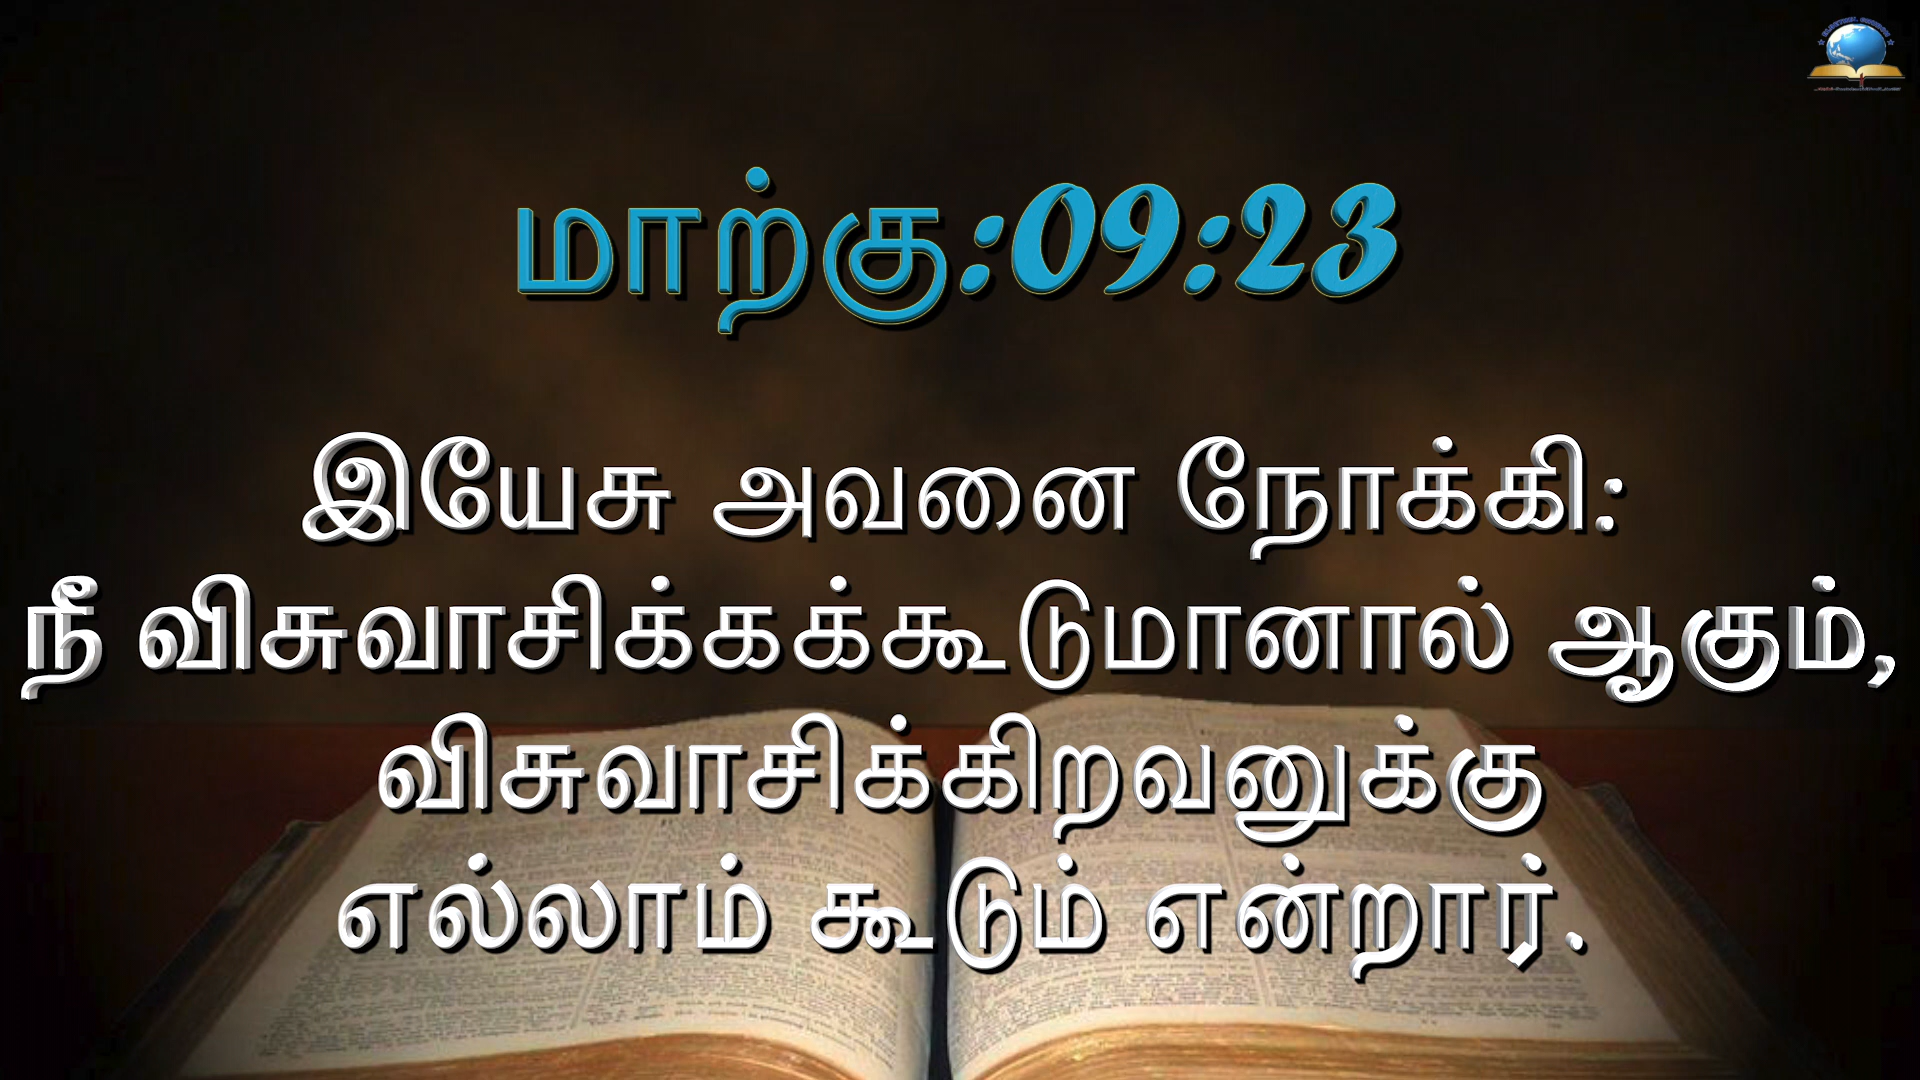 மாற்கு:09:23
இயேசு அவனை நோக்கி:
நீ விசுவாசிக்கக்கூடுமானால் ஆகும்,
விசுவாசிக்கிறவனுக்கு
எல்லாம் கூடும் என்றார்.